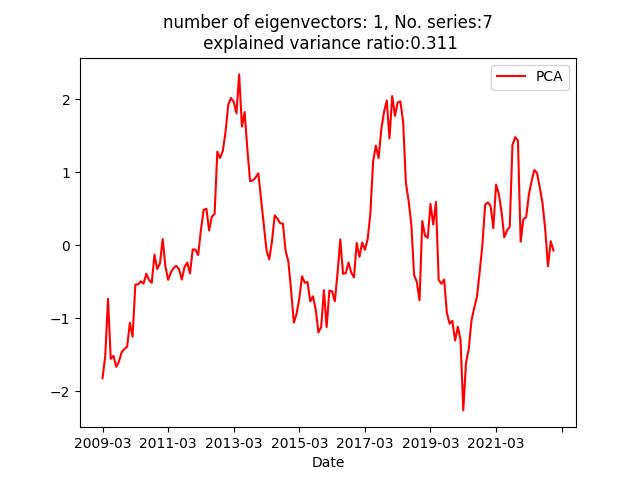 number of eigenvectors: 1, No. series:7
explained variance ratio:0.311
PCA
2
1
0
−1
−2
2009-03 2011-03 2013-03 2015-03 2017-03 2019-03 2021-03
Date